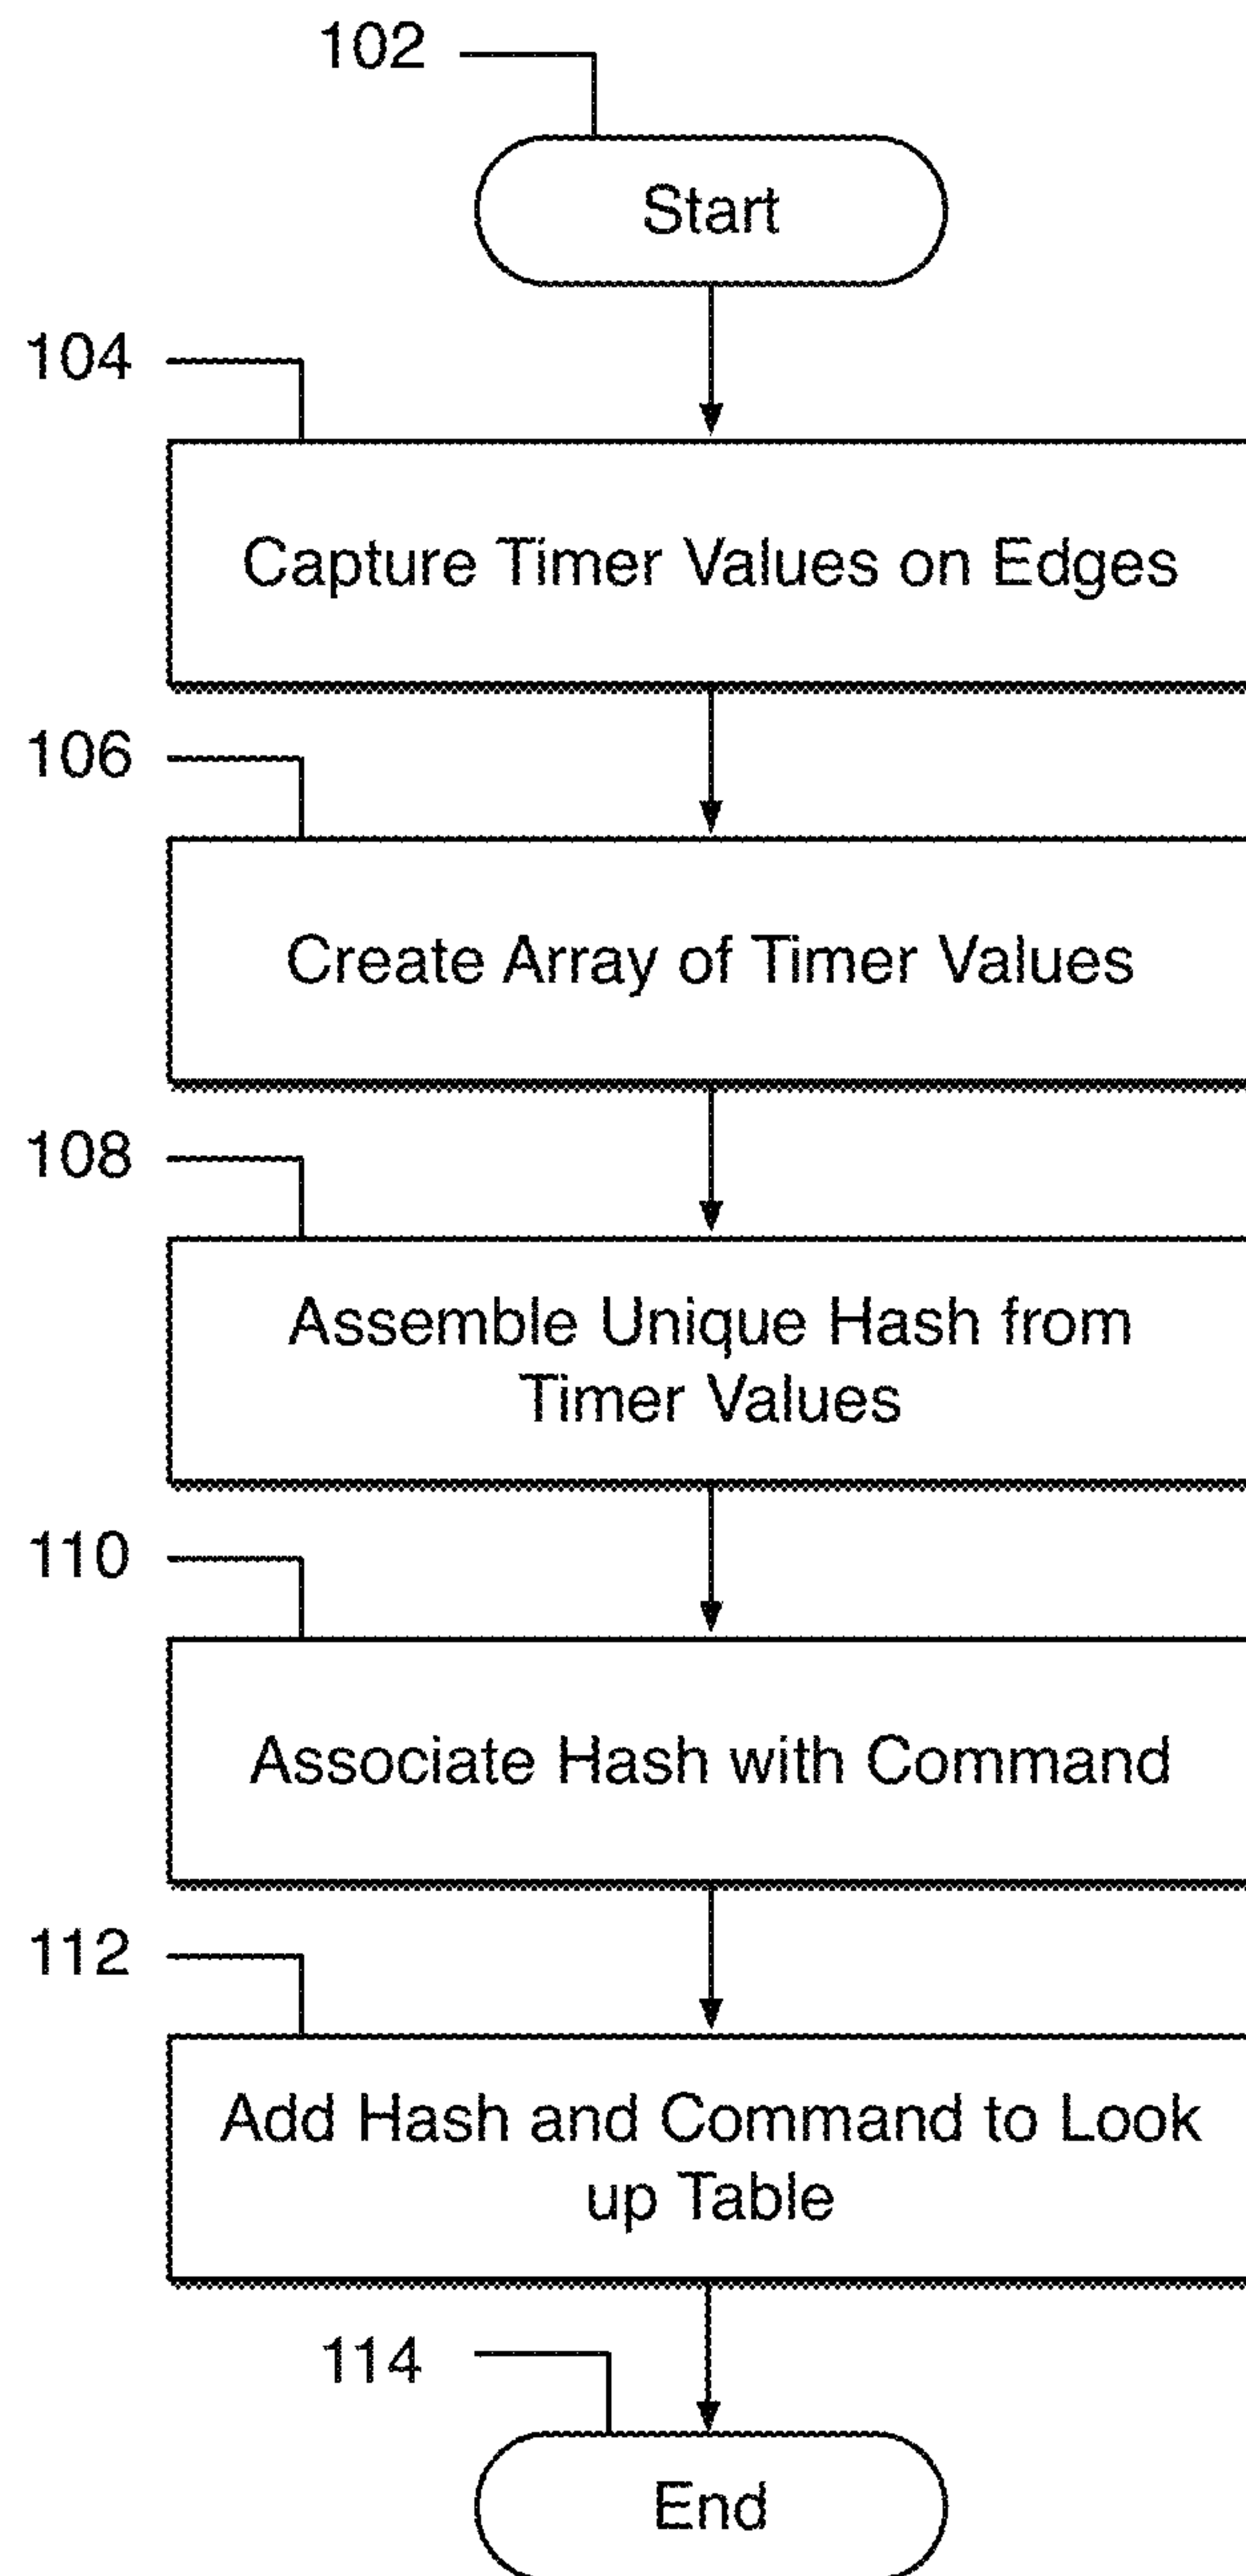 102
Start
104
Capture Timer Values on Edges
106
Create Array of Timer Values
108
Assemble Unique Hash from
Timer Values
110
Associate Hash with Command
112
Add Hash and Command to Look
up Table
114
End